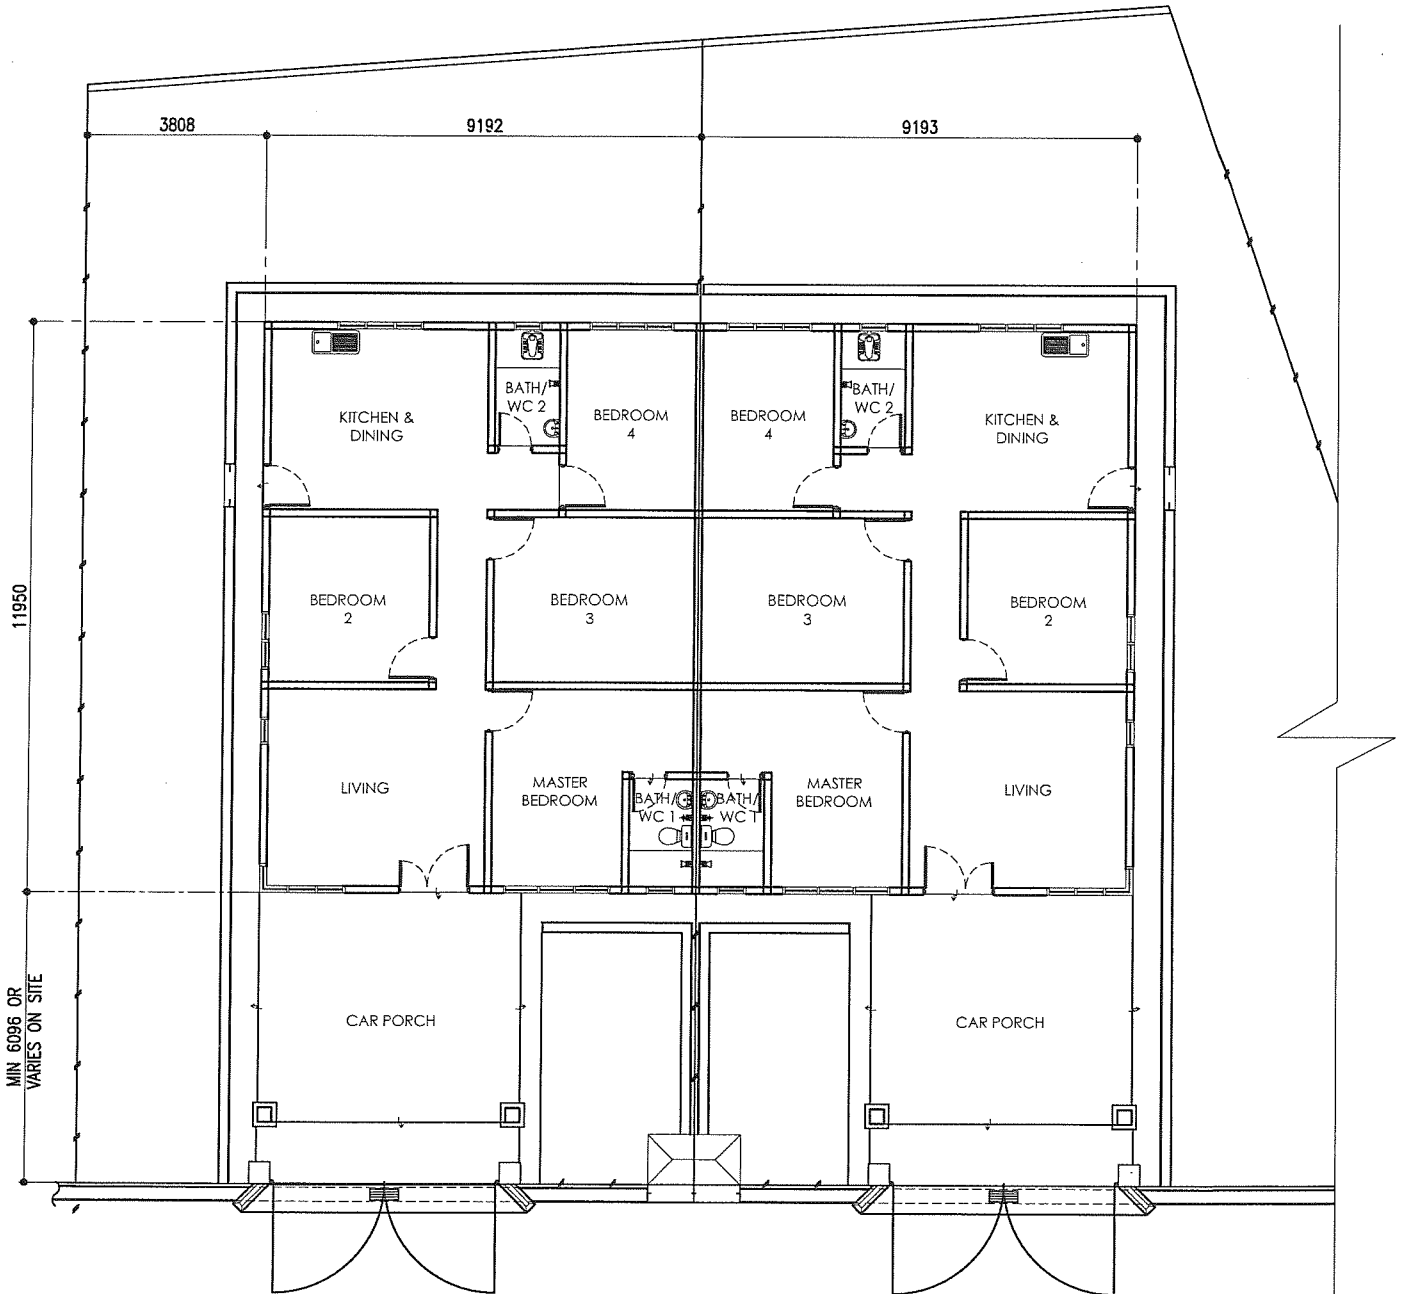 3808
9192
9193
KITCHEN &
DINING
BATH/
WC 2
BEDROOM
4
BEDROOM
4
BATH/
WC 2
KITCHEN &
DINING
11950
BEDROOM
2
BEDROOM
3
BEDROOM
3
BEDROOM
2
LIVING
MASTER
BEDROOM
BATH/
WC 1
BATH/
WC 1
MASTER
BEDROOM
LIVING
MIN 6096 OR
VARIES ON SITE
CAR PORCH
CAR PORCH